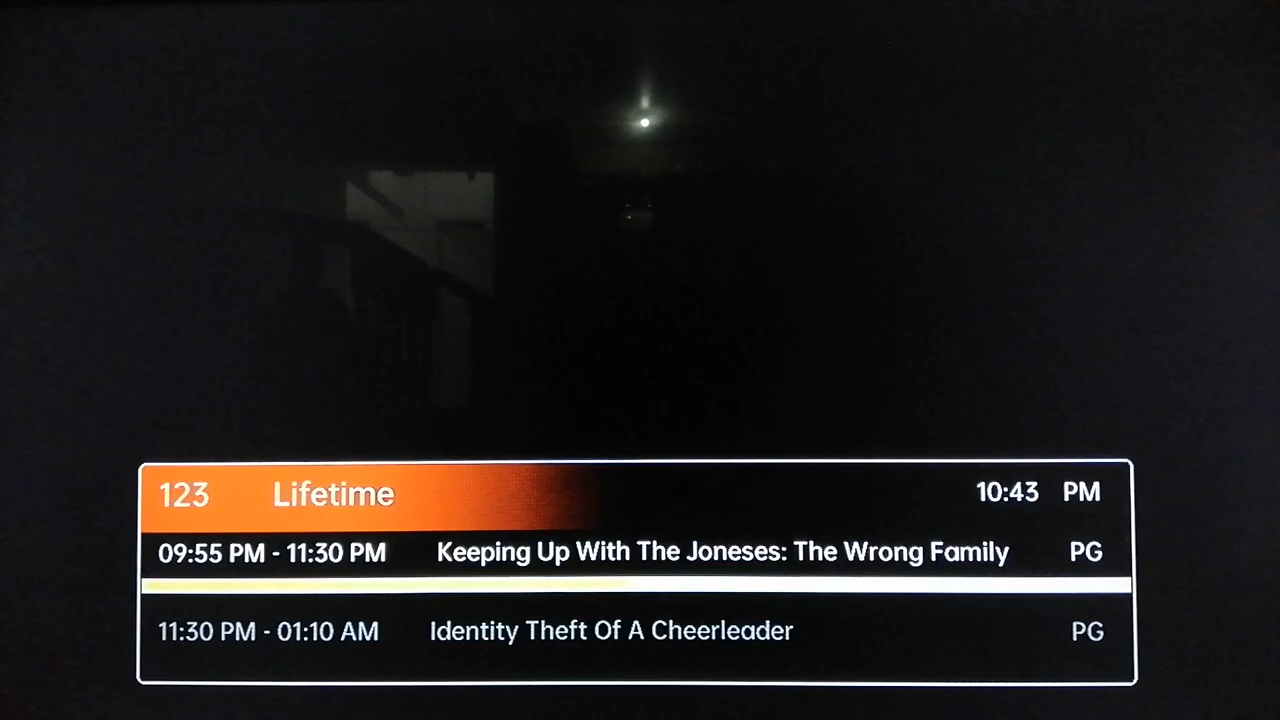 123 Lifetime 10:43 PM
09:55 PM - 11:30 PM Keeping Up With The Joneses: The Wrong Family PG
11:30 PM - 01:10 AM Identity Theft Of A Cheerleader PG